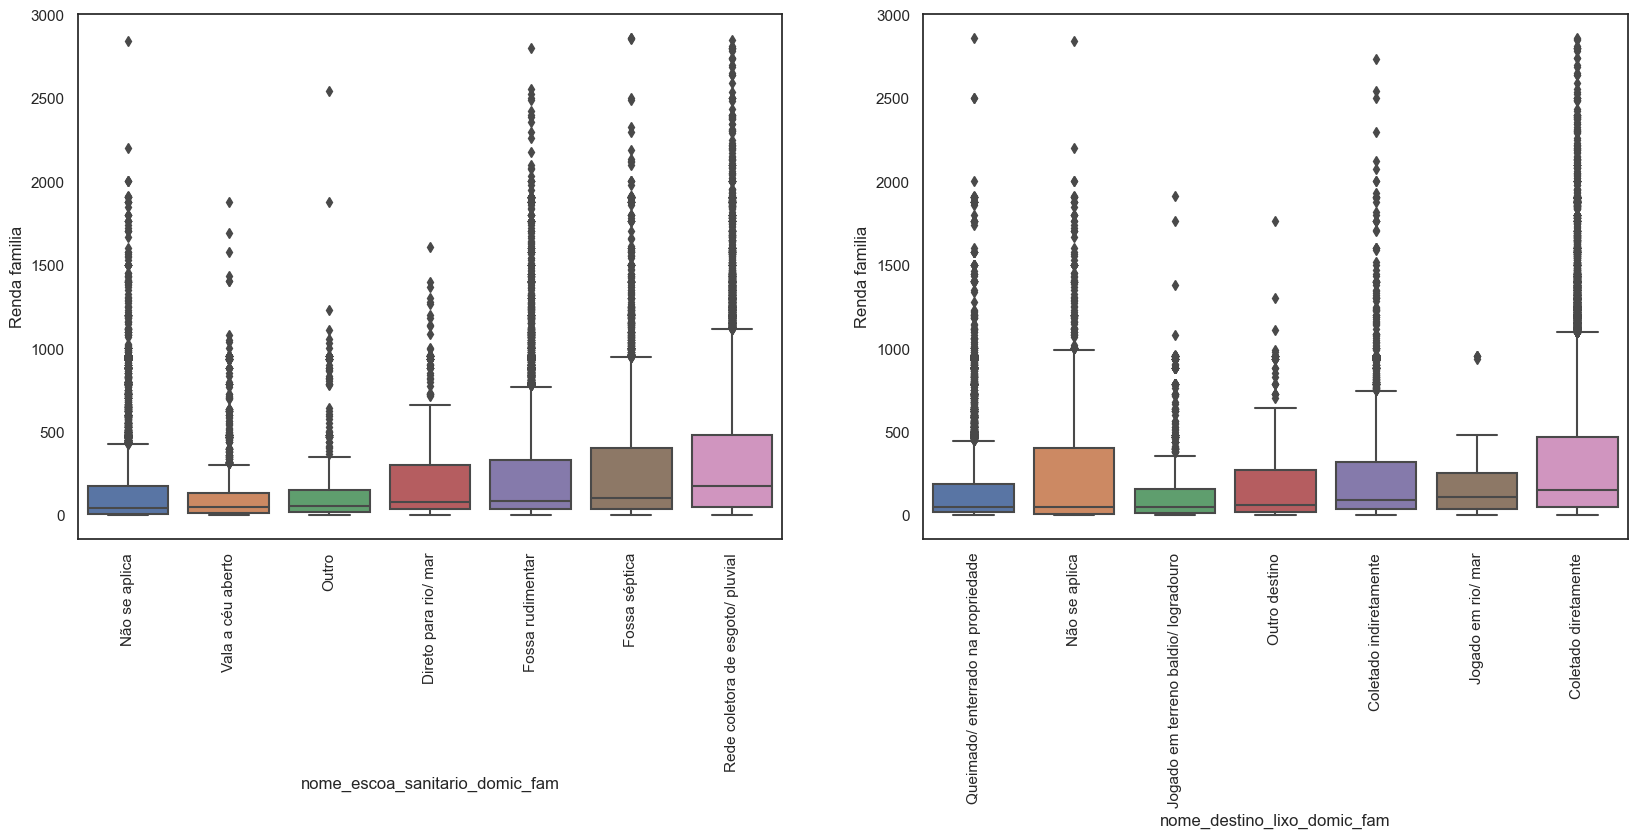 3000
2500
2000
1500
1000
500
0
Renda familia
Não se aplica
Vala a céu aberto
Outro
Direto para rio/ mar
Fossa rudimentar
Fossa séptica
Rede coletora de esgoto/ pluvial
nome_escoa_sanitario_domic_fam
3000
2500
2000
1500
1000
500
0
Renda familia
Queimado/ enterrado na propriedade
Não se aplica
Jogado em terreno baldio/ logradouro
Outro destino
Coletado indiretamente
Jogado em rio/ mar
Coletado diretamente
nome_destino_lixo_domic_fam